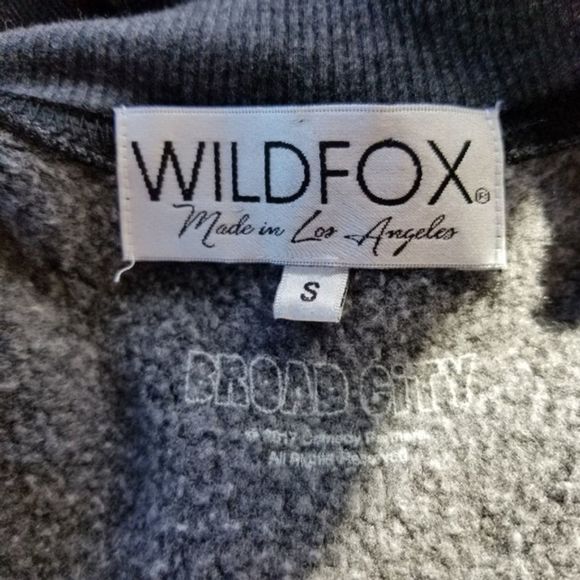 WILDFOX®
Made in Los Angeles
S
BROAD CiTY
© 2017 Comedy Partners.
All Rights Reserved.